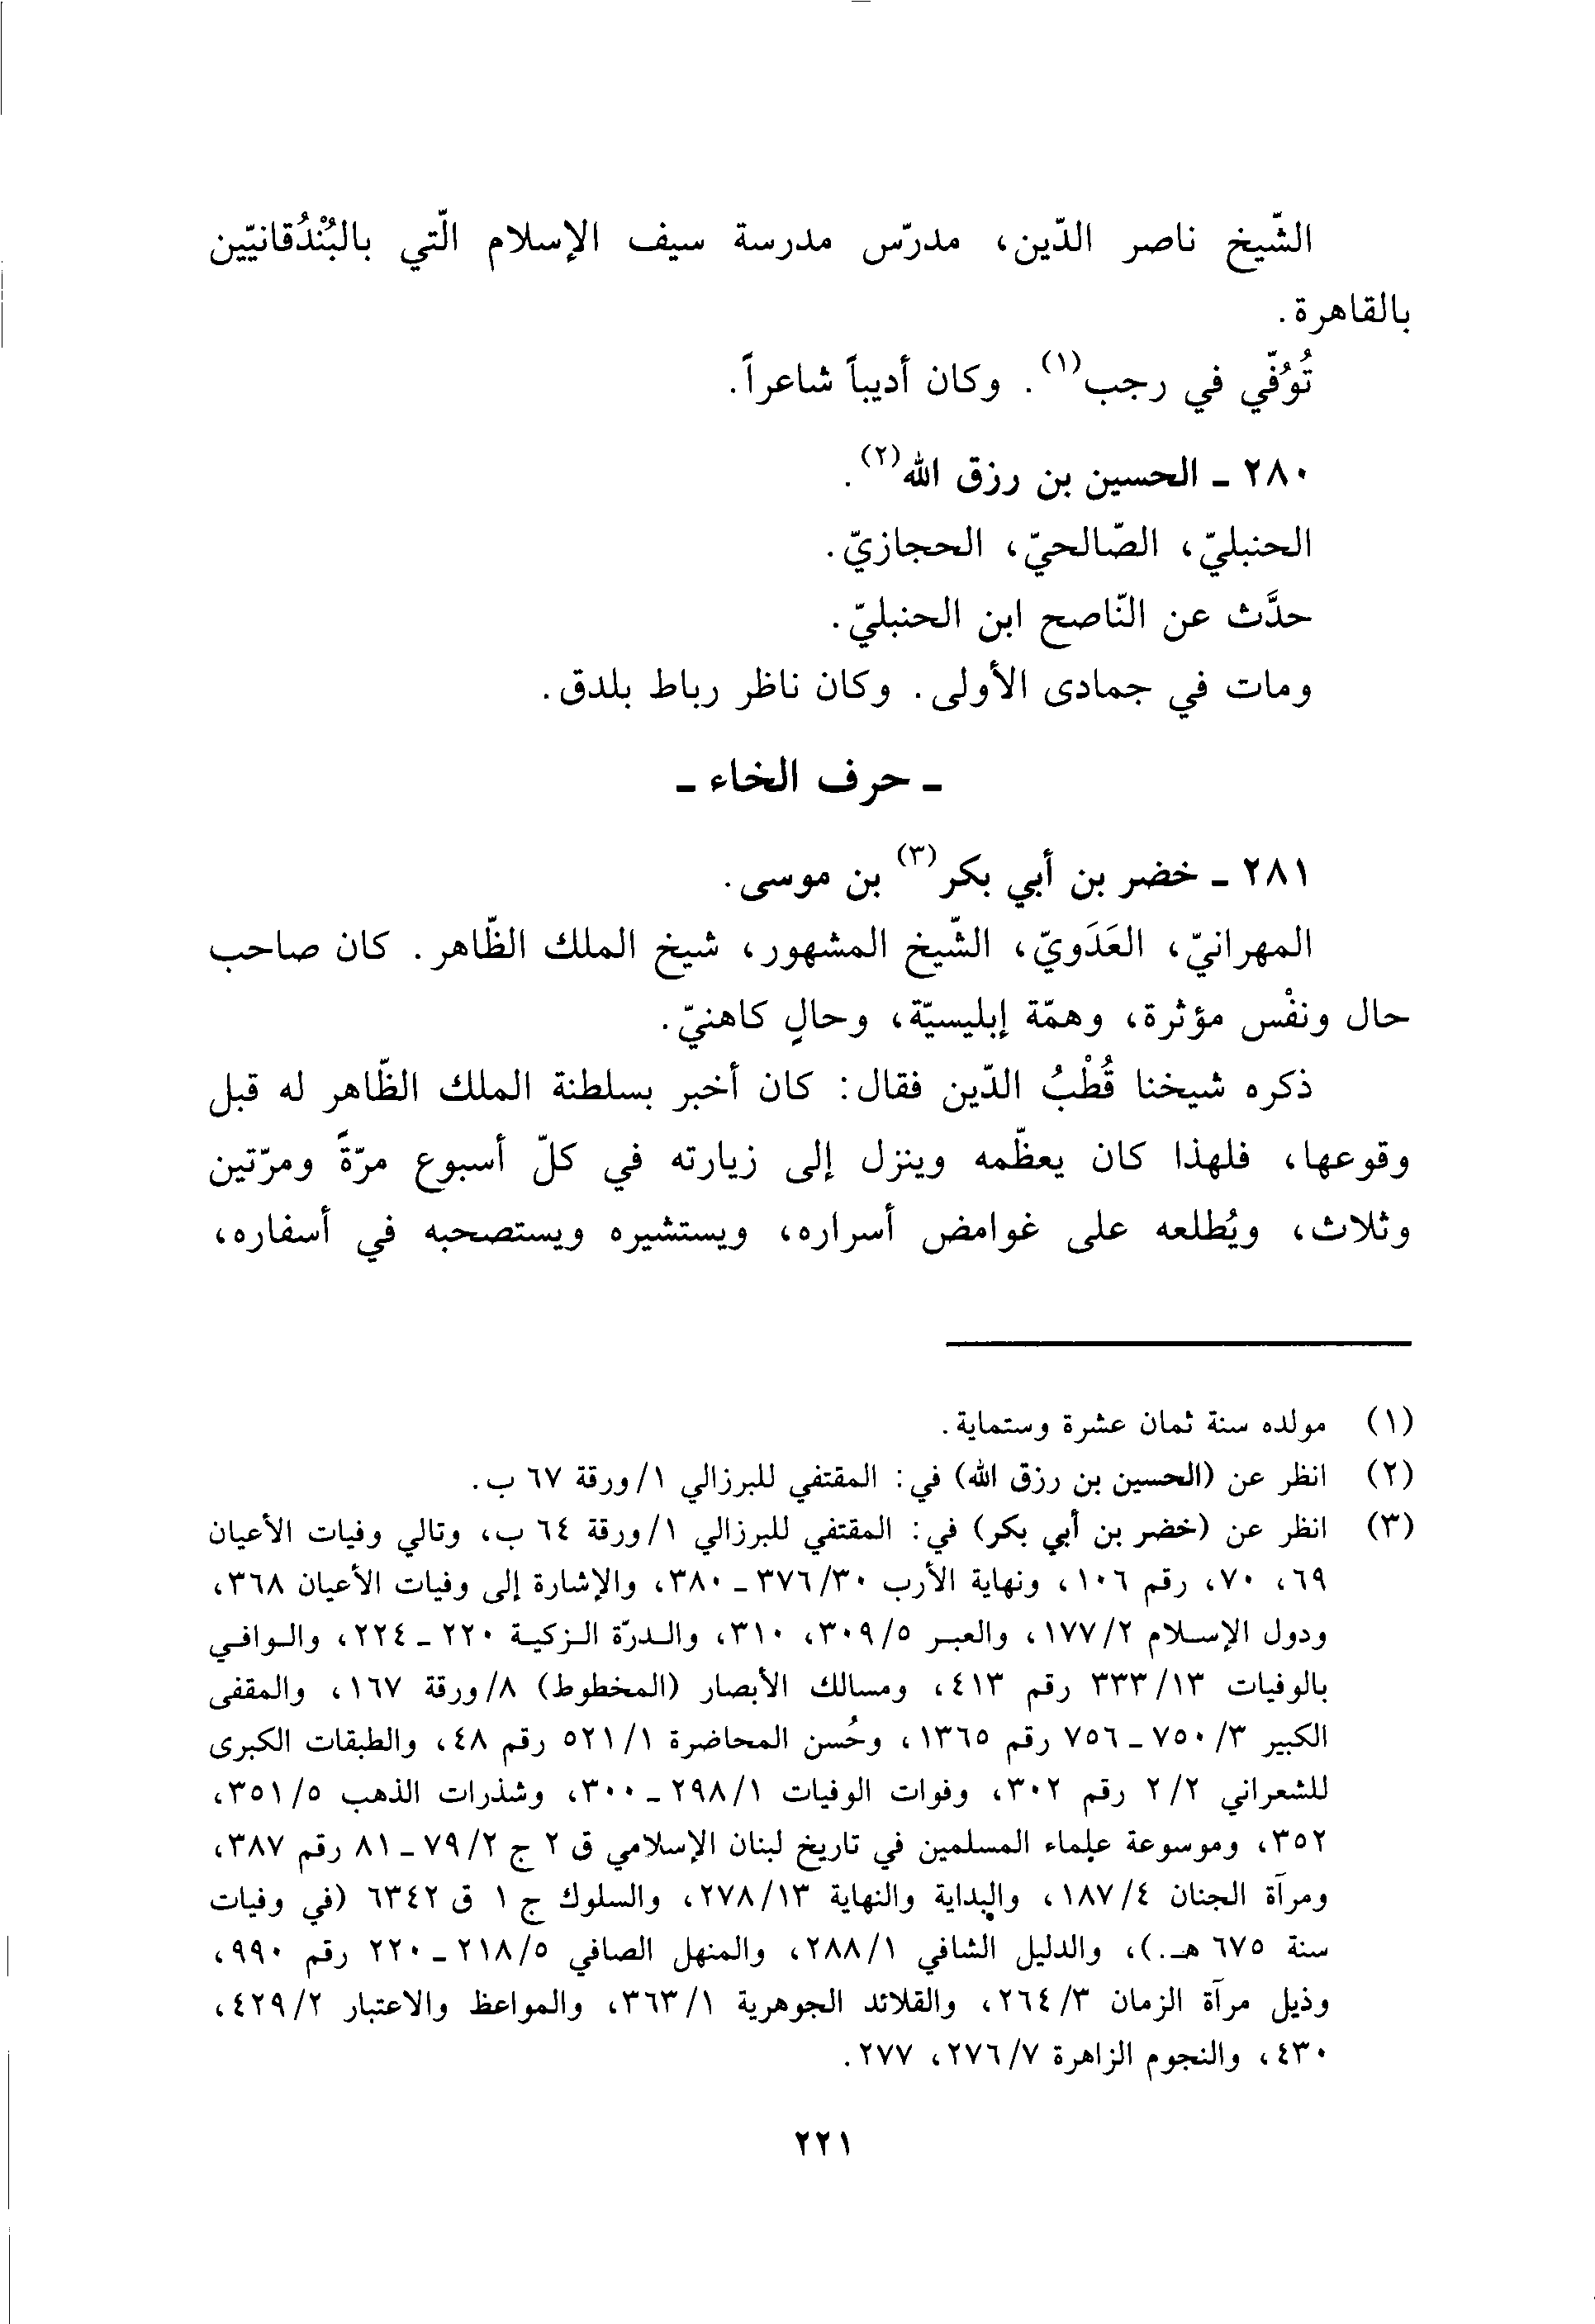 الشّيخ ناصر الدّين، مدرّس مدرسة سيف الإسلام الّتي بالبُنْدُقانيّين
بالقاهرة.
تُوُفّي في رجب(١). وكان أديباً شاعراً.
٢٨٠ - الحسين بن رزق الله(٢).
الحنبليّ، الصّالحيّ، الحجازيّ.
حدَّث عن النّاصح ابن الحنبليّ.
ومات في جمادى الأولى. وكان ناظر رباط بلدق.
- حرف الخاء -
٢٨١ - خضر بن أبي بكر(٣) بن موسى.
المهرانيّ، العَدَويّ، الشّيخ المشهور، شيخ الملك الظّاهر. كان صاحب
حال ونفْس مؤثرة، وهمّة إبليسيّة، وحالٍ كاهنيّ.
ذكره شيخنا قُطْبُ الدّين فقال: كان أخبر بسلطنة الملك الظّاهر له قبل
وقوعها، فلهذا كان يعظّمه وينزل إلى زيارته في كلّ أسبوع مرّةً ومرّتين
وثلاث، ويُطلعه على غوامض أسراره، ويستشيره ويستصحبه في أسفاره،
(١) مولده سنة ثمان عشرة وستماية.
(٢) انظر عن (الحسين بن رزق الله) في: المقتفي للبرزالي ١/ورقة ٦٧ ب.
(٣) انظر عن (خضر بن أبي بكر) في: المقتفي للبرزالي ١/ورقة ٦٤ ب، وتالي وفيات الأعيان
٦٩، ٧٠، رقم ١٠٦، ونهاية الأرب ٣٠/٣٧٦ - ٣٨٠، والإشارة إلى وفيات الأعيان ٣٦٨،
ودول الإسلام ٢/١٧٧، والعبر ٥/٣٠٩، ٣١٠، والدرّة الزكية ٢٢٠ - ٢٢٤، والوافي
بالوفيات ١٣/٣٣٣ رقم ٤١٣، ومسالك الأبصار (المخطوط) ٨/ورقة ١٦٧، والمقفى
الكبير ٣/٧٥٠ - ٧٥٦ رقم ١٣٦٥، وحُسن المحاضرة ١/٥٢١ رقم ٤٨، والطبقات الكبرى
للشعراني ٢/٢ رقم ٣٠٢، وفوات الوفيات ١/٢٩٨ - ٣٠٠، وشذرات الذهب ٥/٣٥١،
٣٥٢، وموسوعة علماء المسلمين في تاريخ لبنان الإسلامي ق ٢ ج ٢/٧٩ - ٨١ رقم ٣٨٧،
ومرآة الجنان ٤/١٨٧، والبداية والنهاية ١٣/٢٧٨، والسلوك ج ١ ق ٦٣٤٢ (في وفيات
سنة ٦٧٥ هـ.)، والدليل الشافي ١/٢٨٨، والمنهل الصافي ٥/٢١٨ - ٢٢٠ رقم ٩٩٠،
وذيل مرآة الزمان ٣/٢٦٤، والقلائد الجوهرية ١/٣٦٣، والمواعظ والاعتبار ٢/٤٢٩،
٤٣٠، والنجوم الزاهرة ٧/٢٧٦، ٢٧٧.
٢٢١